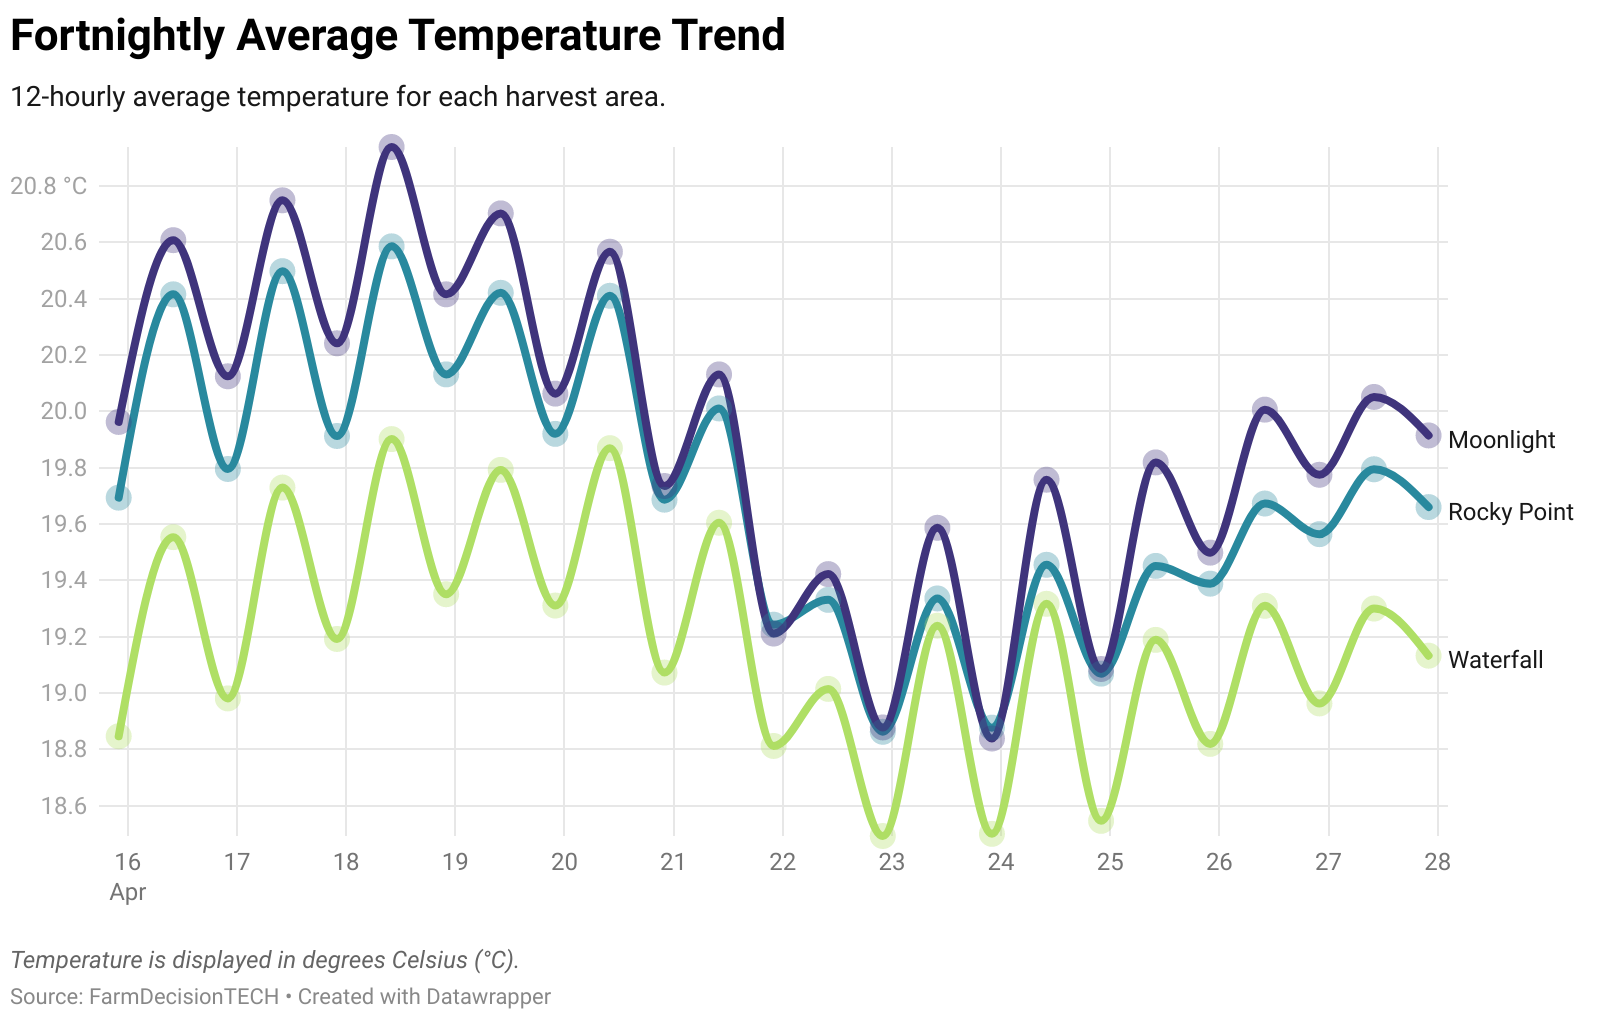 Fortnightly Average Temperature Trend
12-hourly average temperature for each harvest area.
20.8 °C
20.6
20.4
20.2
20.0
19.8
19.6
19.4
19.2
19.0
18.8
18.6
Moonlight
Rocky Point
Waterfall
16 17 18 19 20 21 22 23 24 25 26 27 28
Apr
Temperature is displayed in degrees Celsius (°C).
Source: FarmDecisionTECH • Created with Datawrapper